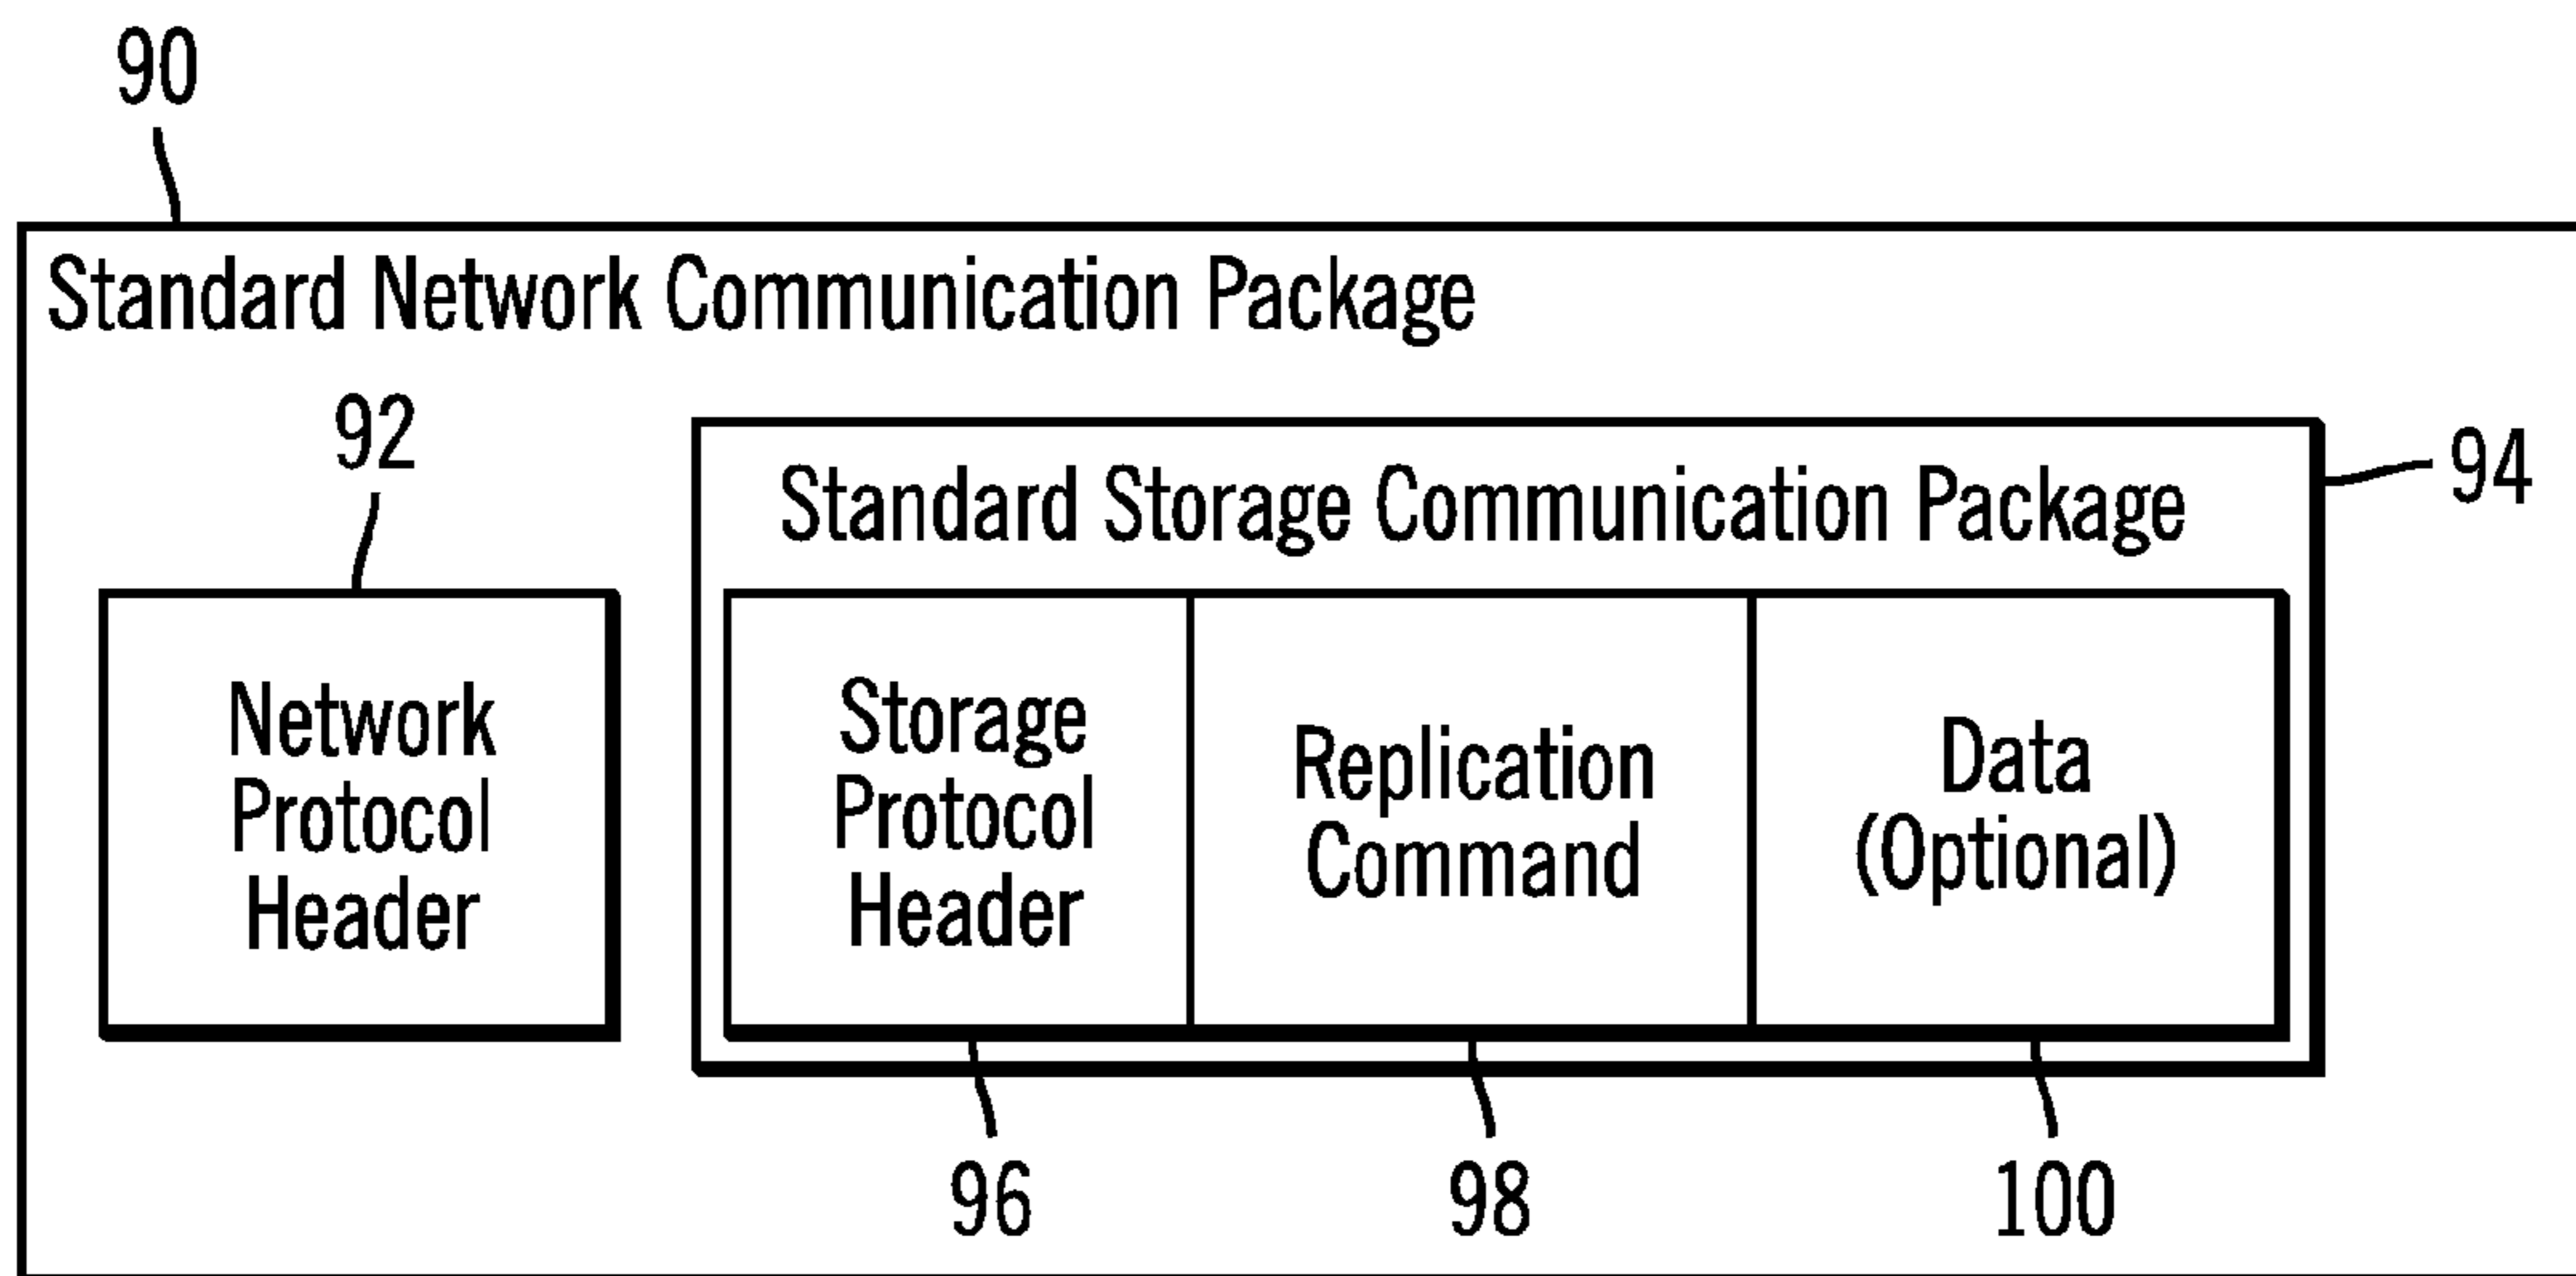 90
Standard Network Communication Package
92
Standard Storage Communication Package
94
Network
Protocol
Header
Storage
Protocol
Header
Replication
Command
Data
(Optional)
96
98
100